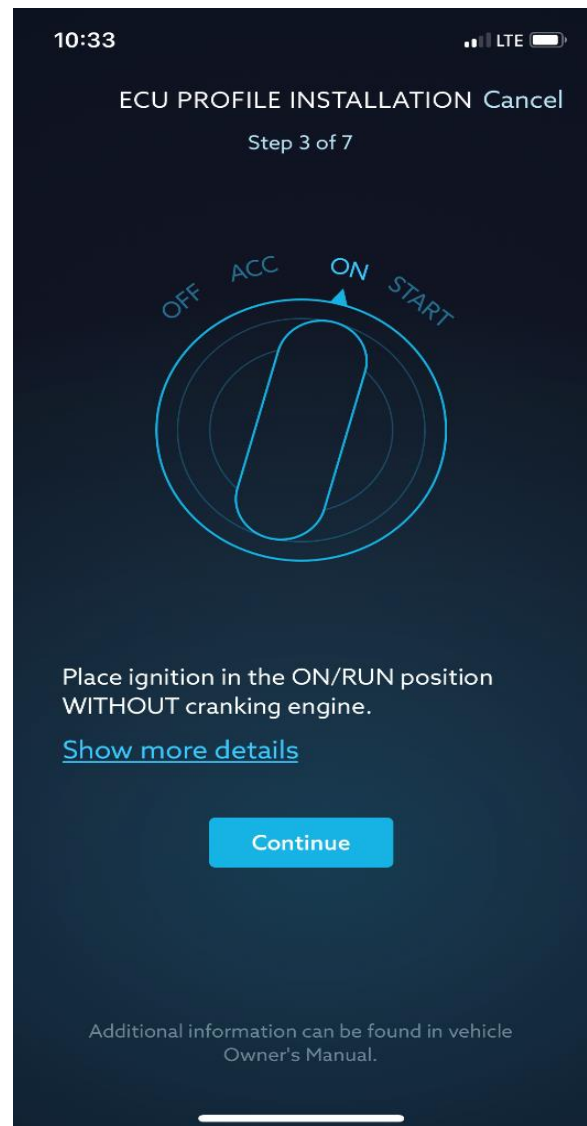 10:33 LTE
ECU PROFILE INSTALLATION Cancel
Step 3 of 7
OFF ACC ON START
Place ignition in the ON/RUN position
WITHOUT cranking engine.
Show more details
Continue
Additional information can be found in vehicle
Owner's Manual.